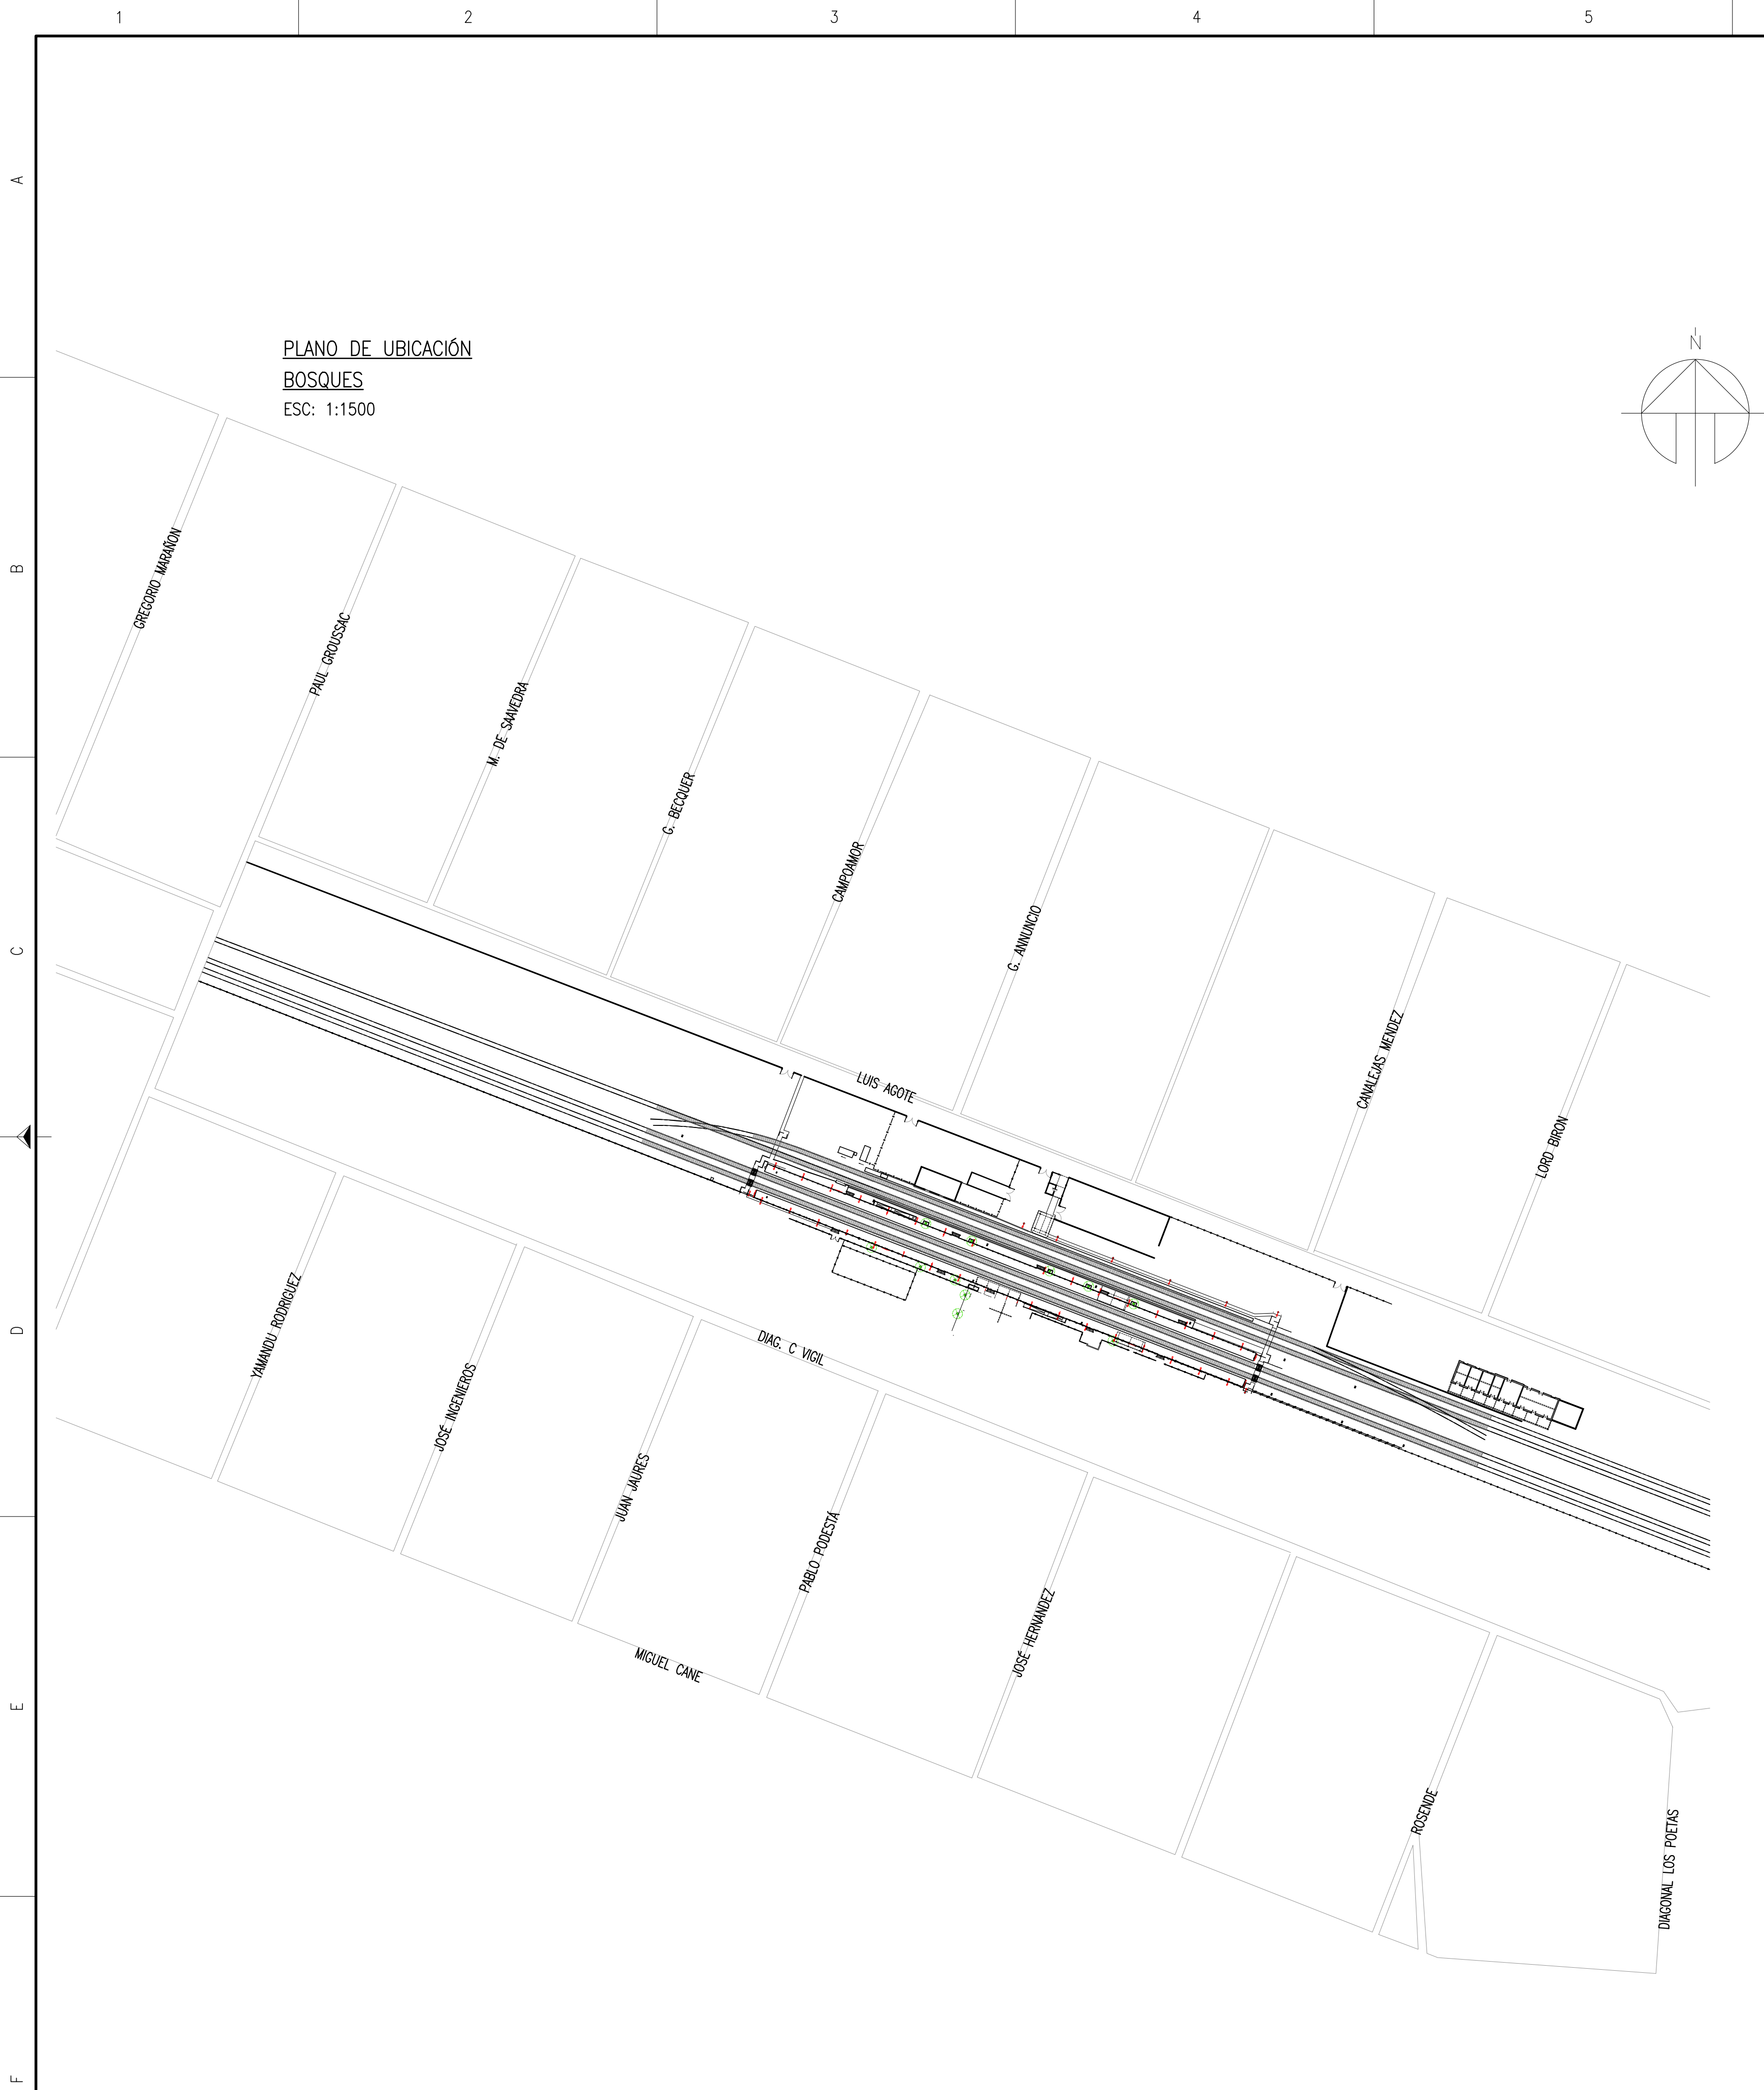 1
2
3
4
5
A
B
C
D
E
F
PLANO DE UBICACIÓN
BOSQUES
ESC: 1:1500
N
GREGORIO MARAÑON
PAUL GROUSSAC
M. DE SAAVEDRA
G. BECQUER
CAMPOAMOR
G. ANNUNCIO
CANALEJAS MENDEZ
LORD BIRON
LUIS AGOTE
YAMANDU RODRIGUEZ
JOSÉ INGENIEROS
JUAN JAURES
DIAG. C VIGIL
PABLO PODESTÁ
JOSÉ HERNANDEZ
MIGUEL CANE
ROSENDE
DIAGONAL LOS POETAS